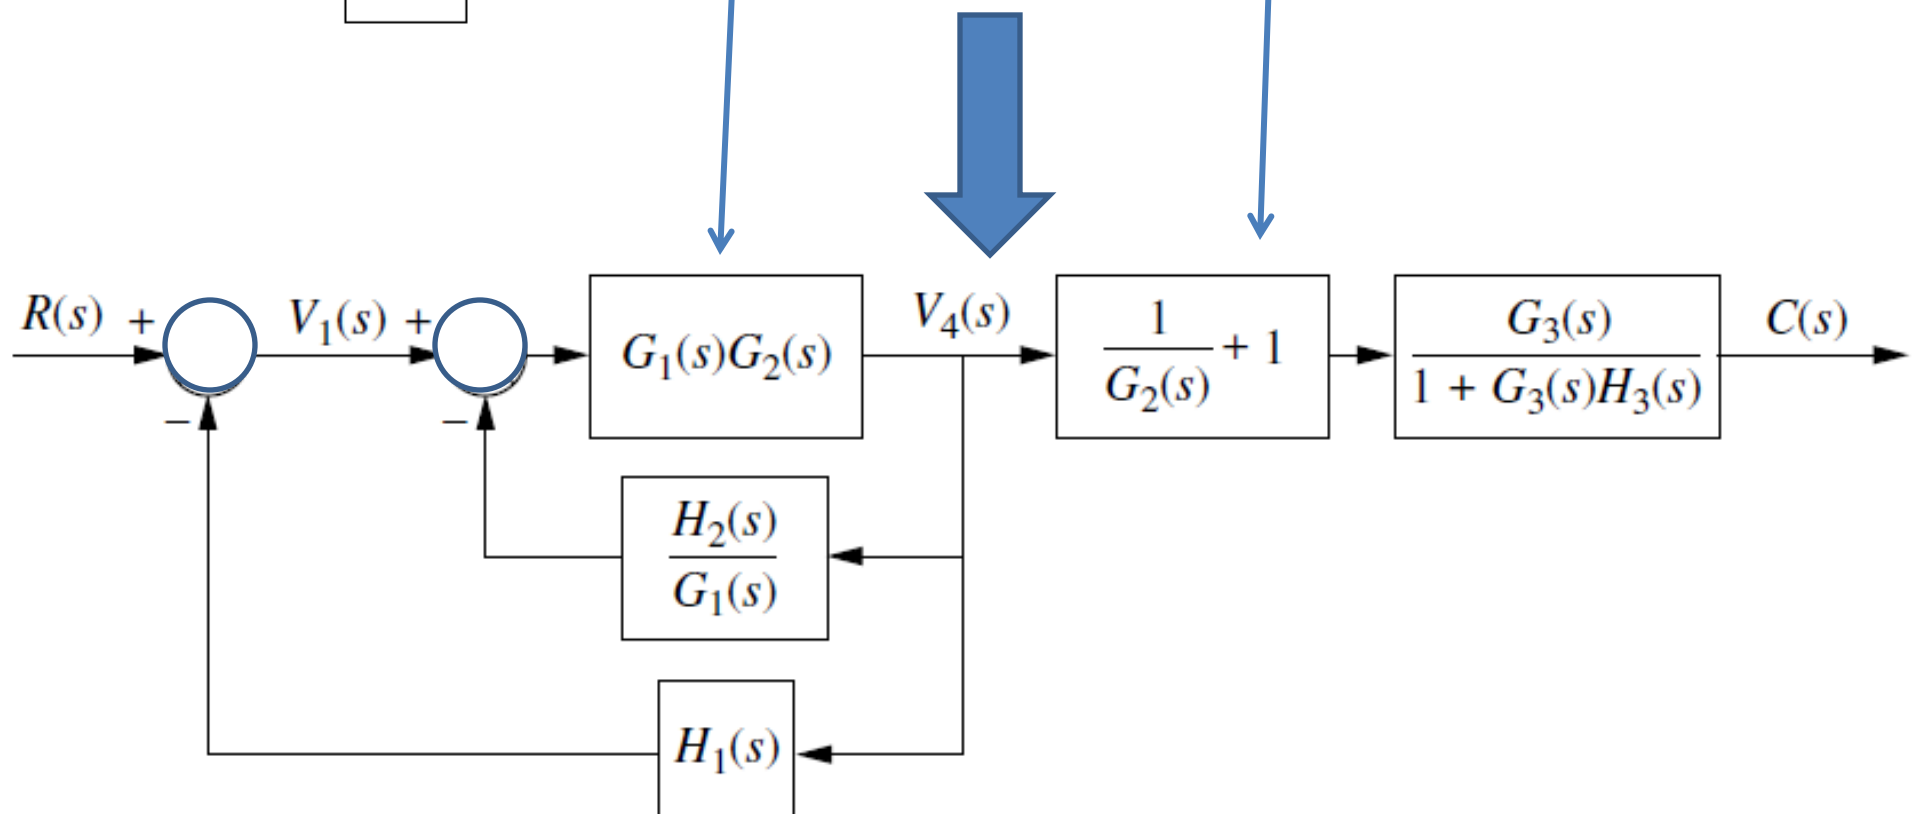 R(s) +
V₁(s) +
G₁(s)G₂(s)
V₄(s)
1
G₂(s)
+ 1
G₃(s)
1 + G₃(s)H₃(s)
C(s)
−
−
H₂(s)
G₁(s)
H₁(s)